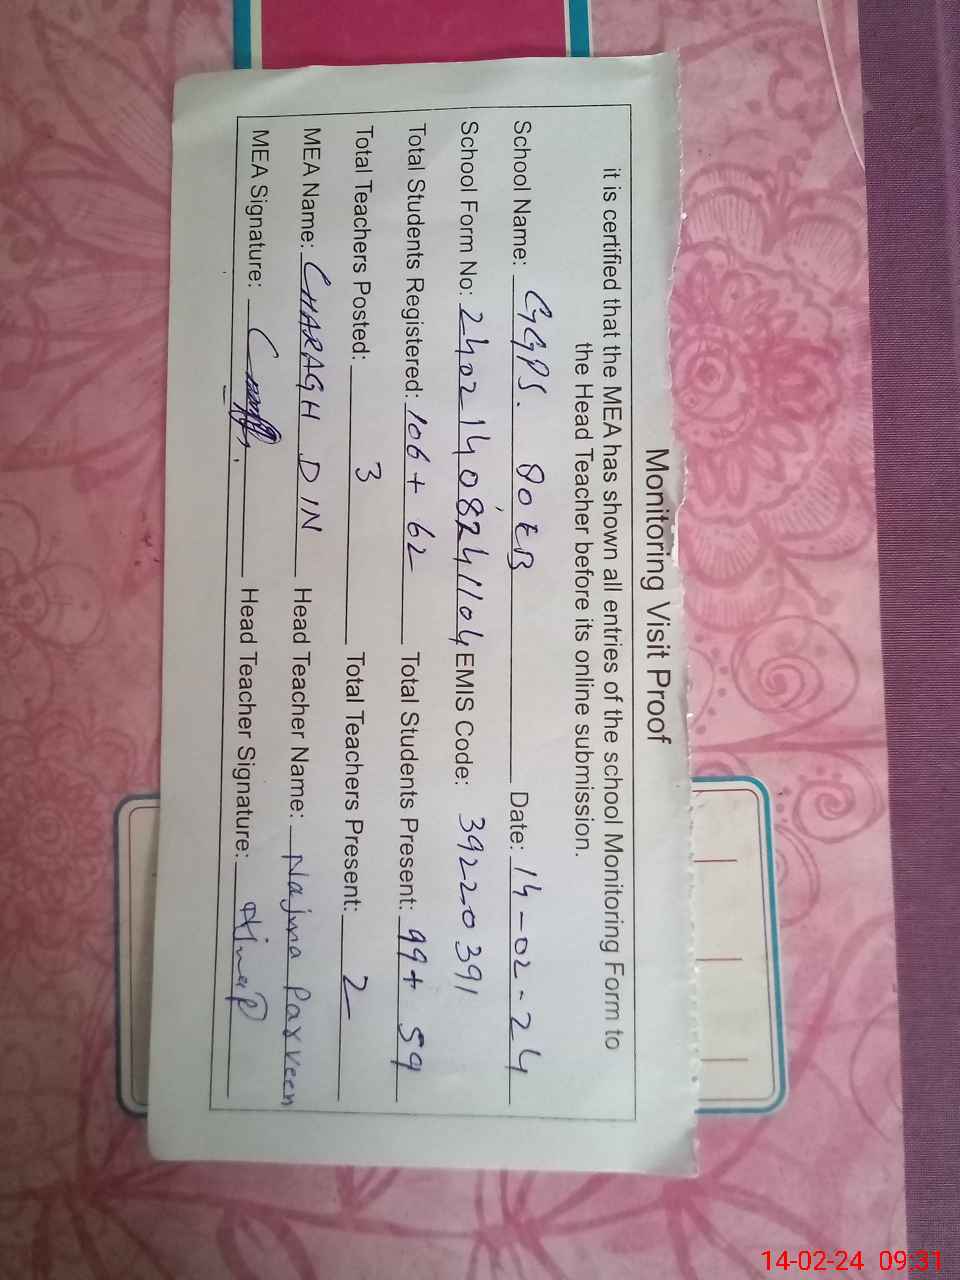 Monitoring Visit Proof
it is certified that the MEA has shown all entries of the school Monitoring Form to
the Head Teacher before its online submission.
School Name: GGPS. 80 EB Date: 14-02-24
School Form No: 24021408241104 EMIS Code: 39220391
Total Students Registered: 106 + 62 Total Students Present: 99 + 59
Total Teachers Posted: 3 Total Teachers Present: 2
MEA Name: CHARAGH DIN Head Teacher Name: Najma Parveen
MEA Signature: Head Teacher Signature:
14-02-24 09:31